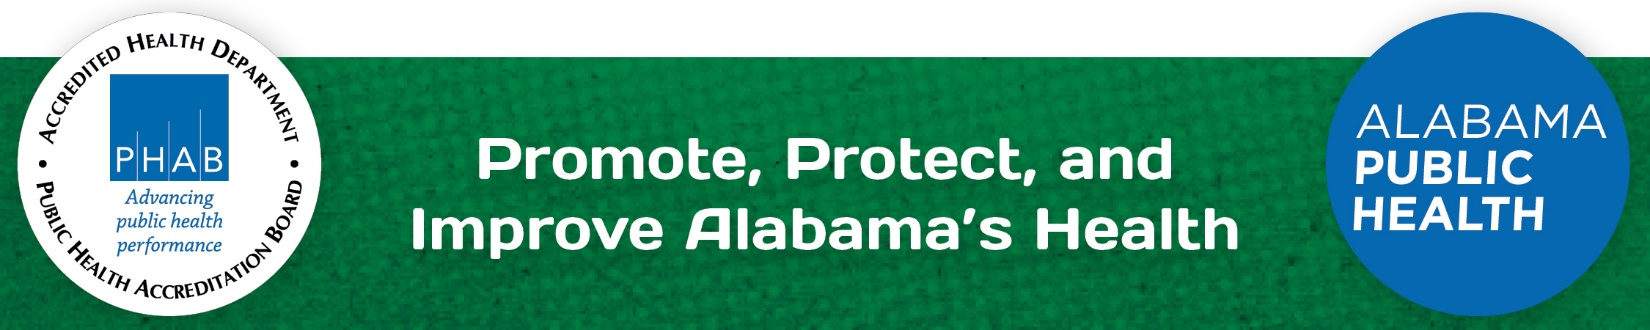 ACCREDITED HEALTH DEPARTMENT
PHAB
Advancing
public health
performance
PUBLIC HEALTH ACCREDITATION BOARD
Promote, Protect, and
Improve Alabama's Health
ALABAMA
PUBLIC
HEALTH